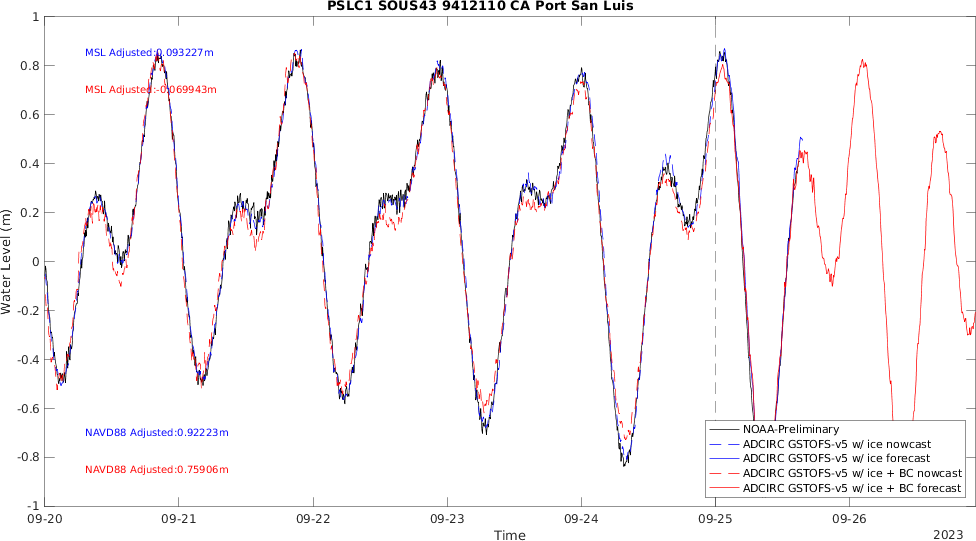 PSLC1 SOUS43 9412110 CA Port San Luis
1
0.8
0.6
0.4
0.2
0
-0.2
-0.4
-0.6
-0.8
-1
Water Level (m)
MSL Adjusted:0.093227m
MSL Adjusted:-0.069943m
NAVD88 Adjusted:0.92223m
NAVD88 Adjusted:0.75906m
NOAA-Preliminary
ADCIRC GSTOFS-v5 w/ ice nowcast
ADCIRC GSTOFS-v5 w/ ice forecast
ADCIRC GSTOFS-v5 w/ ice + BC nowcast
ADCIRC GSTOFS-v5 w/ ice + BC forecast
09-20 09-21 09-22 09-23 09-24 09-25 09-26
Time
2023